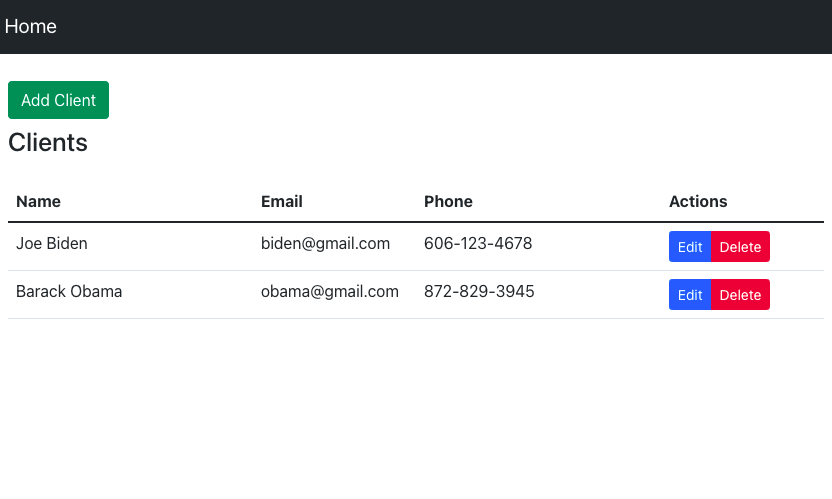 Home
Add Client
Clients
Name Email Phone Actions
Joe Biden biden@gmail.com 606-123-4678 Edit Delete
Barack Obama obama@gmail.com 872-829-3945 Edit Delete